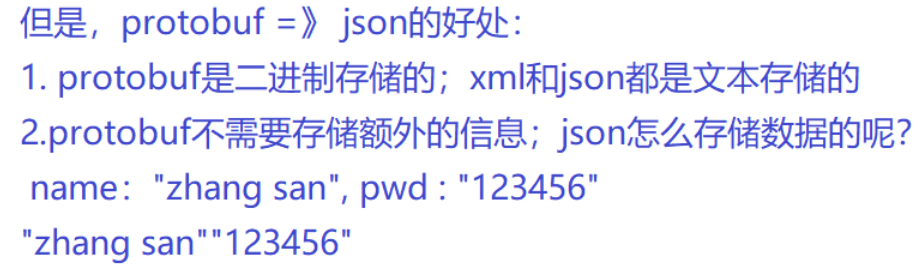 但是，protobuf =》 json的好处：
1. protobuf是二进制存储的；xml和json都是文本存储的
2.protobuf不需要存储额外的信息；json怎么存储数据的呢？
name："zhang san", pwd : "123456"
"zhang san""123456"